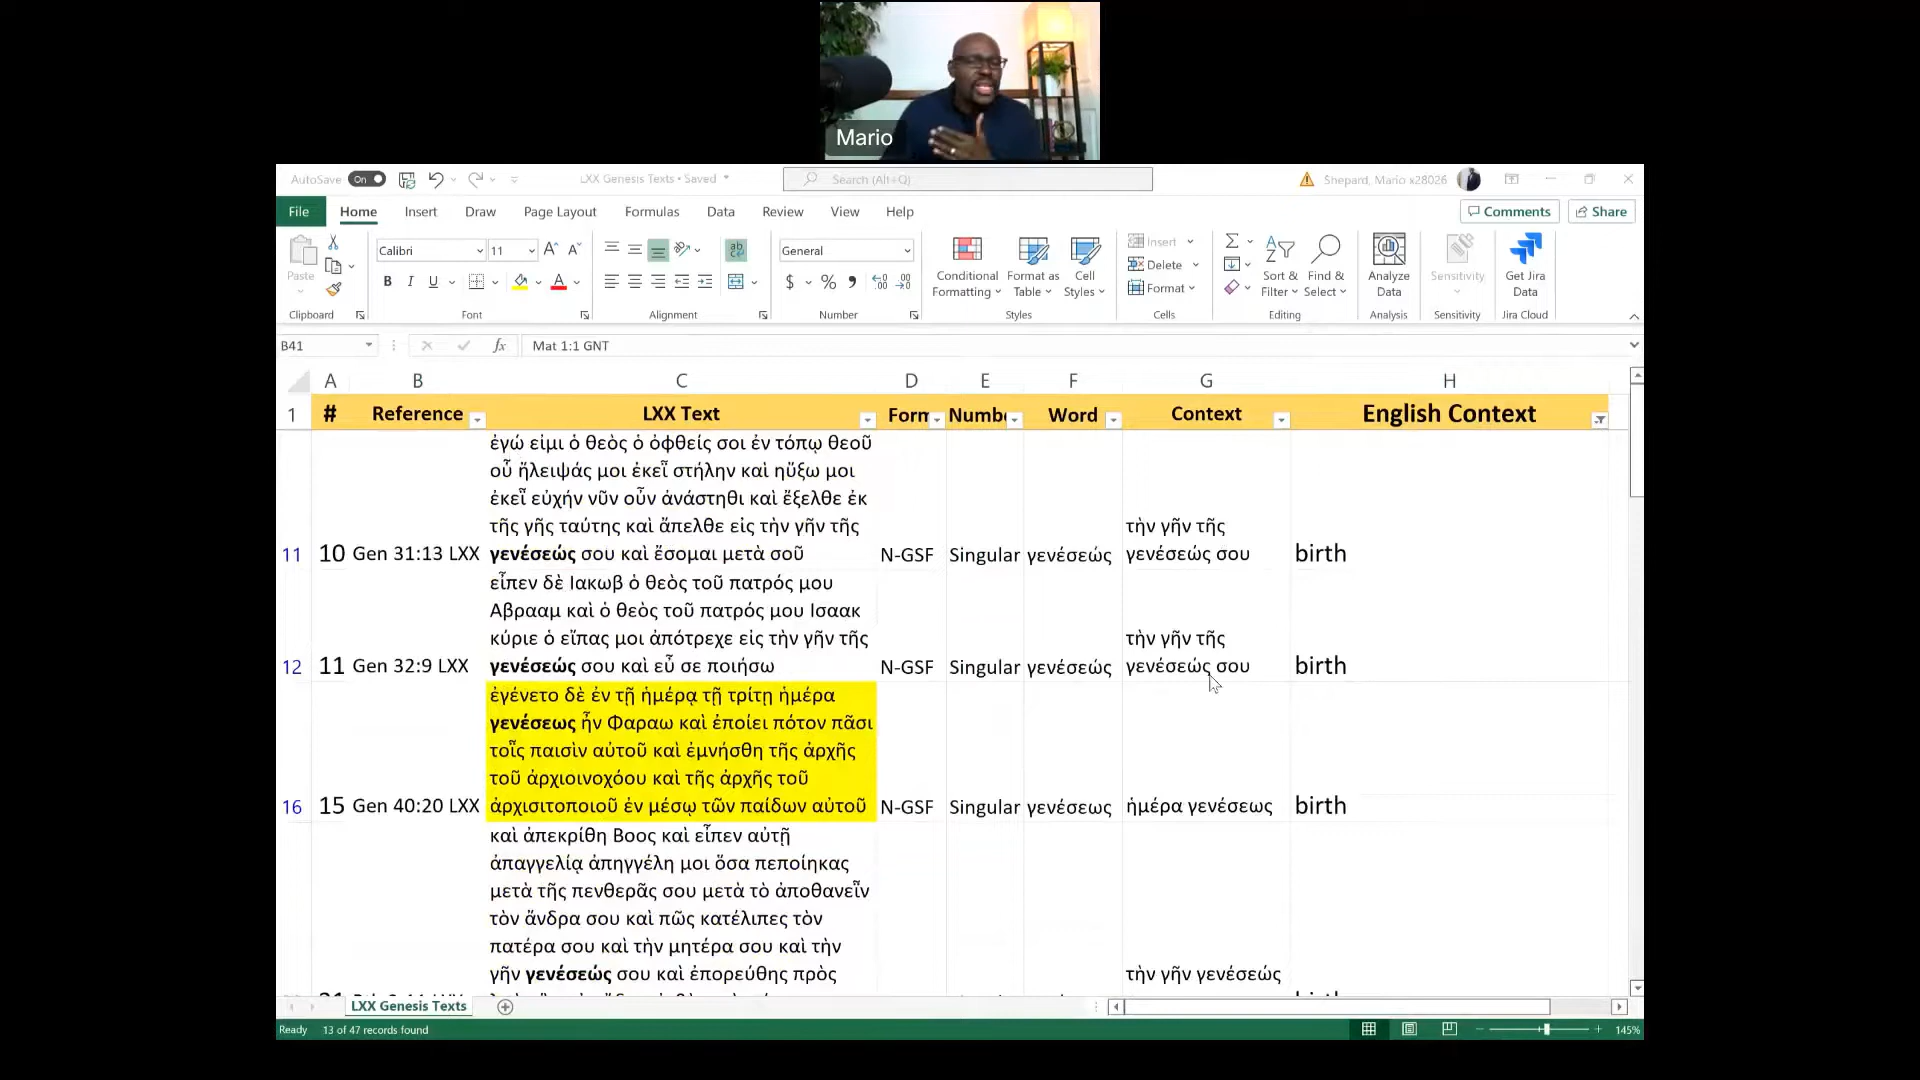 Mario
AutoSave On LXX Genesis Texts • Saved Search (Alt+Q) Shepard, Mario x28026
File Home Insert Draw Page Layout Formulas Data Review View Help Comments Share
Calibri 11 General
Paste B I U $ % Conditional Formatting Format as Table Cell Styles Insert Delete Format Sort & Filter Find & Select Analyze Data Sensitivity Get Jira Data
Clipboard Font Alignment Number Styles Cells Editing Analysis Sensitivity Jira Cloud
B41 fx Mat 1:1 GNT
A B C D E F G H
1 # Reference LXX Text Form Numbe Word Context English Context
ἐγώ εἰμι ὁ θεὸς ὁ ὀφθείς σοι ἐν τόπῳ θεοῦ
οὗ ἤλειψάς μοι ἐκεῖ στήλην καὶ ηὔξω μοι
ἐκεῖ εὐχήν νῦν οὖν ἀνάστηθι καὶ ἔξελθε ἐκ
τῆς γῆς ταύτης καὶ ἄπελθε εἰς τὴν γῆν τῆς τὴν γῆν τῆς
11 10 Gen 31:13 LXX γενέσεώς σου καὶ ἔσομαι μετὰ σοῦ N-GSF Singular γενέσεώς γενέσεώς σου birth
εἶπεν δὲ Ιακωβ ὁ θεὸς τοῦ πατρός μου
Αβρααμ καὶ ὁ θεὸς τοῦ πατρός μου Ισαακ
κύριε ὁ εἴπας μοι ἀπότρεχε εἰς τὴν γῆν τῆς τὴν γῆν τῆς
12 11 Gen 32:9 LXX γενέσεώς σου καὶ εὖ σε ποιήσω N-GSF Singular γενέσεώς γενέσεώς σου birth
ἐγένετο δὲ ἐν τῇ ἡμέρᾳ τῇ τρίτῃ ἡμέρα
γενέσεως ἦν Φαραω καὶ ἐποίει πότον πᾶσι
τοῖς παισὶν αὐτοῦ καὶ ἐμνήσθη τῆς ἀρχῆς
τοῦ ἀρχιοινοχόου καὶ τῆς ἀρχῆς τοῦ
16 15 Gen 40:20 LXX ἀρχισιτοποιοῦ ἐν μέσῳ τῶν παίδων αὐτοῦ N-GSF Singular γενέσεως ἡμέρα γενέσεως birth
καὶ ἀπεκρίθη Βοος καὶ εἶπεν αὐτῇ
ἀπαγγελίᾳ ἀπηγγέλη μοι ὅσα πεποίηκας
μετὰ τῆς πενθερᾶς σου μετὰ τὸ ἀποθανεῖν
τὸν ἄνδρα σου καὶ πῶς κατέλιπες τὸν
πατέρα σου καὶ τὴν μητέρα σου καὶ τὴν
γῆν γενέσεώς σου καὶ ἐπορεύθης πρὸς τὴν γῆν γενέσεώς
LXX Genesis Texts
Ready 13 of 47 records found 145%